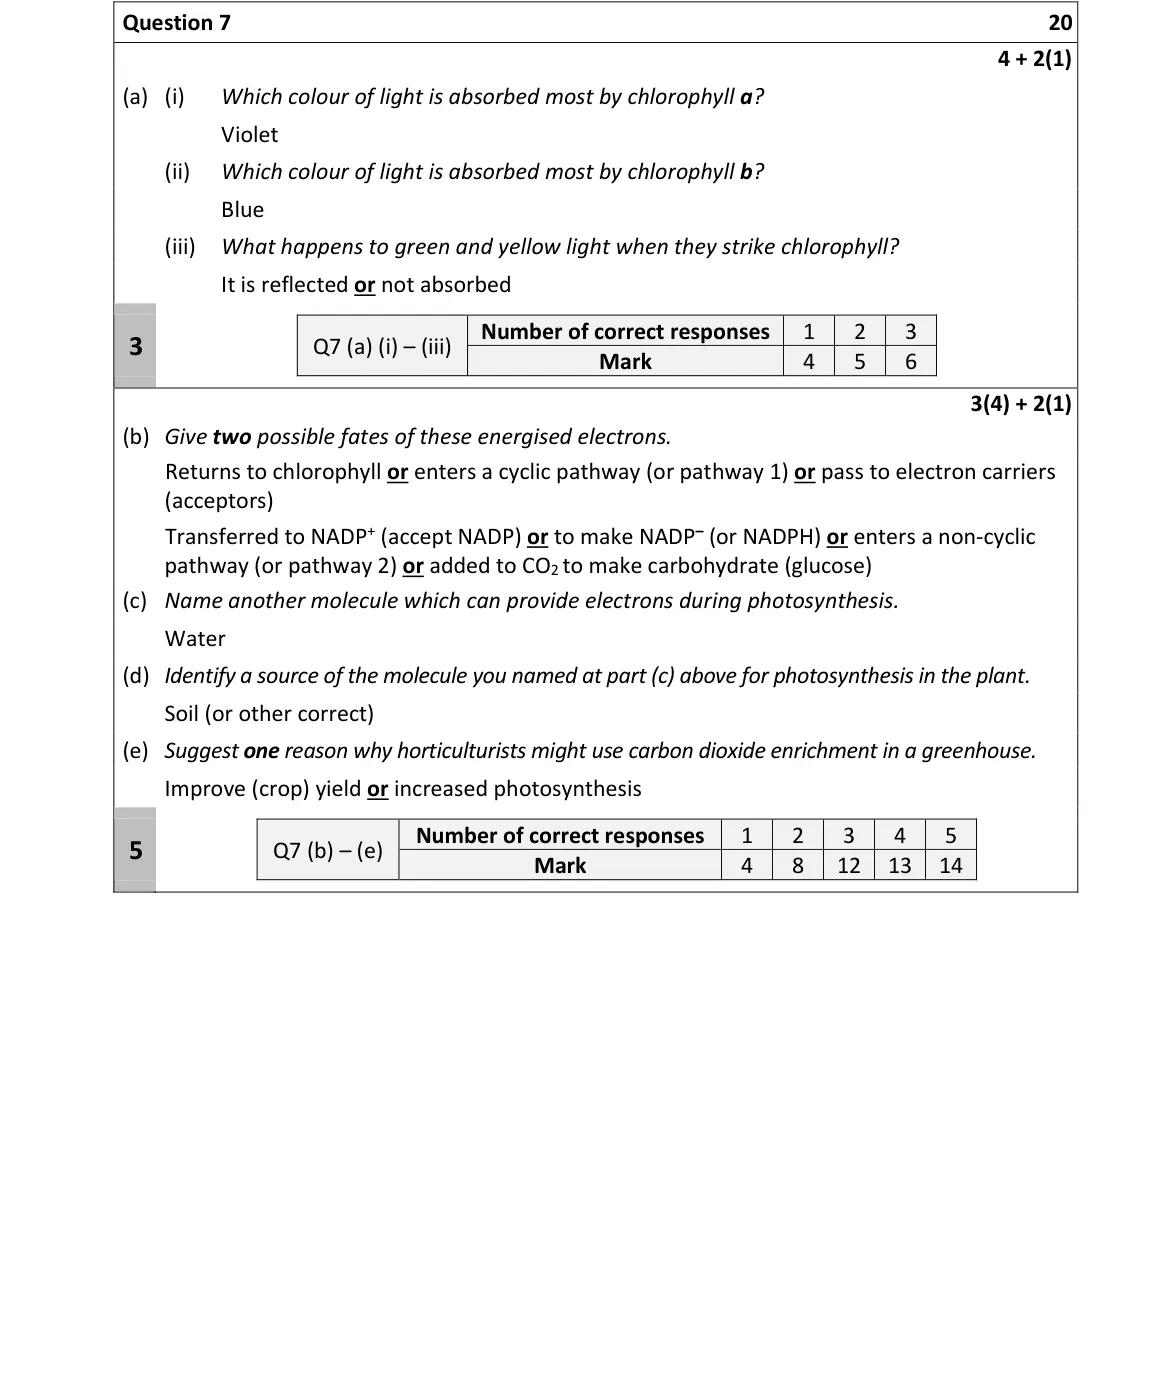 Question 7 20
4 + 2(1)
(a) (i) Which colour of light is absorbed most by chlorophyll a?
Violet
(ii) Which colour of light is absorbed most by chlorophyll b?
Blue
(iii) What happens to green and yellow light when they strike chlorophyll?
It is reflected or not absorbed
3
Q7 (a) (i) – (iii)
Number of correct responses 1 2 3
Mark 4 5 6
3(4) + 2(1)
(b) Give two possible fates of these energised electrons.
Returns to chlorophyll or enters a cyclic pathway (or pathway 1) or pass to electron carriers
(acceptors)
Transferred to NADP⁺ (accept NADP) or to make NADP⁻ (or NADPH) or enters a non-cyclic
pathway (or pathway 2) or added to CO₂ to make carbohydrate (glucose)
(c) Name another molecule which can provide electrons during photosynthesis.
Water
(d) Identify a source of the molecule you named at part (c) above for photosynthesis in the plant.
Soil (or other correct)
(e) Suggest one reason why horticulturists might use carbon dioxide enrichment in a greenhouse.
Improve (crop) yield or increased photosynthesis
5
Q7 (b) – (e)
Number of correct responses 1 2 3 4 5
Mark 4 8 12 13 14